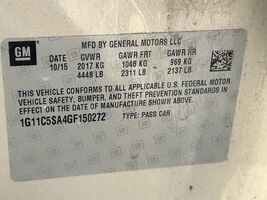 GM
MFD BY GENERAL MOTORS LLC
DATE GVWR GAWR FRT GAWR RR
10/15 2017 KG 1048 KG 969 KG
4448 LB 2311 LB 2137 LB
THIS VEHICLE CONFORMS TO ALL APPLICABLE U.S. FEDERAL MOTOR
VEHICLE SAFETY, BUMPER, AND THEFT PREVENTION STANDARDS IN
EFFECT ON THE DATE OF MANUFACTURE SHOWN ABOVE.
1G11C5SA4GF150272 TYPE: PASS CAR